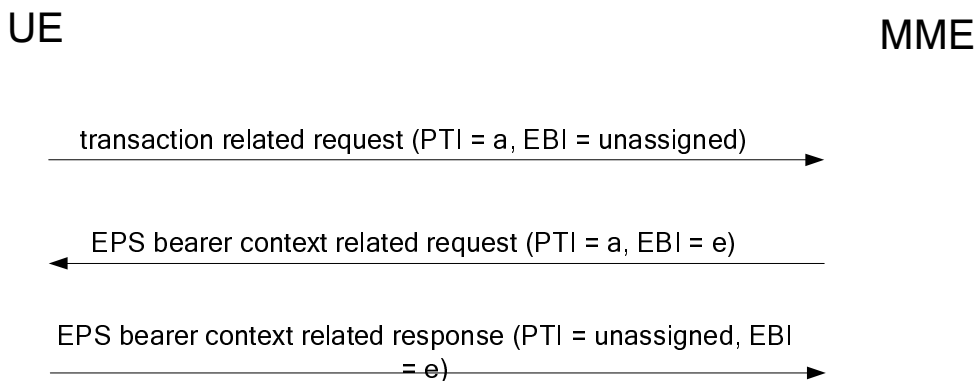 UE
MME
transaction related request (PTI = a, EBI = unassigned)
EPS bearer context related request (PTI = a, EBI = e)
EPS bearer context related response (PTI = unassigned, EBI
= e)